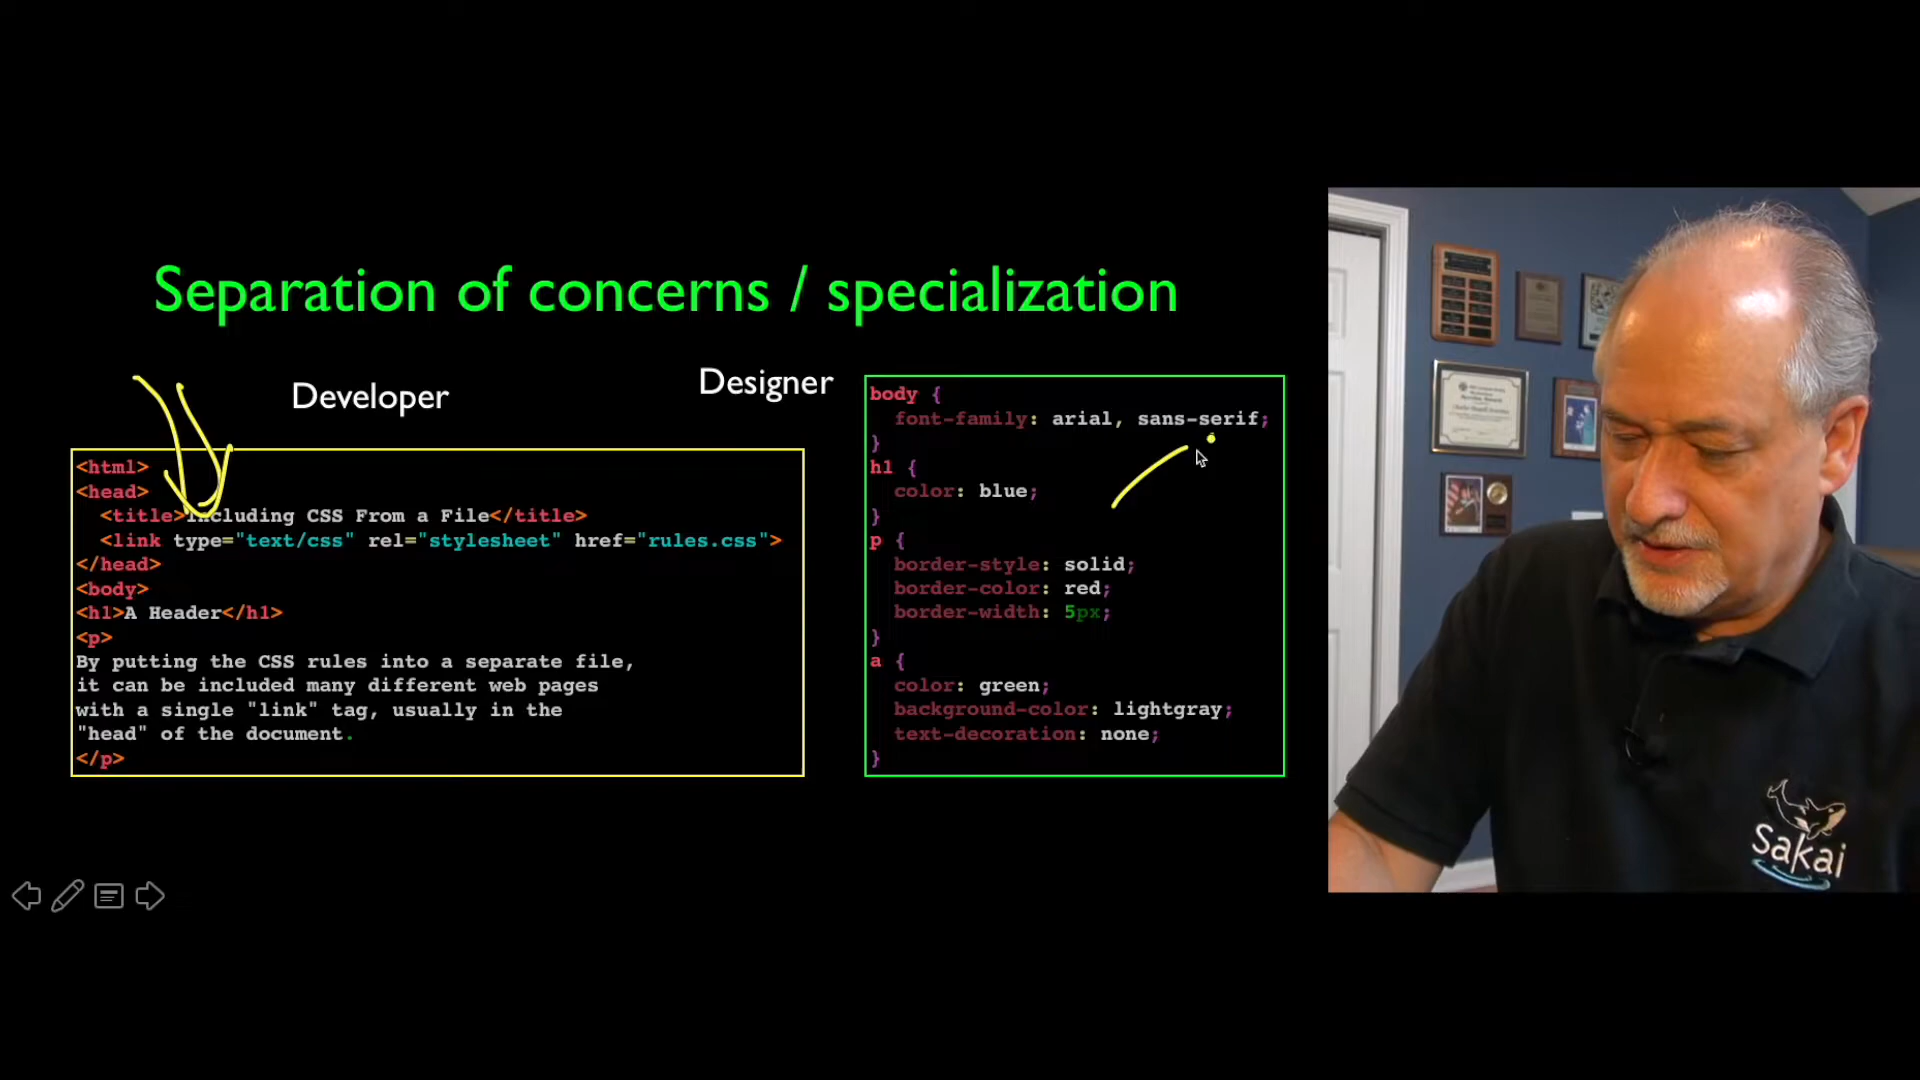 Separation of concerns / specialization
Developer
<html>
<head>
  <title>Including CSS From a File</title>
  <link type="text/css" rel="stylesheet" href="rules.css">
</head>
<body>
<h1>A Header</h1>
<p>
By putting the CSS rules into a separate file,
it can be included many different web pages
with a single "link" tag, usually in the
"head" of the document.
</p>
Designer
body {
  font-family: arial, sans-serif;
}
h1 {
  color: blue;
}
p {
  border-style: solid;
  border-color: red;
  border-width: 5px;
}
a {
  color: green;
  background-color: lightgray;
  text-decoration: none;
}
Sakai